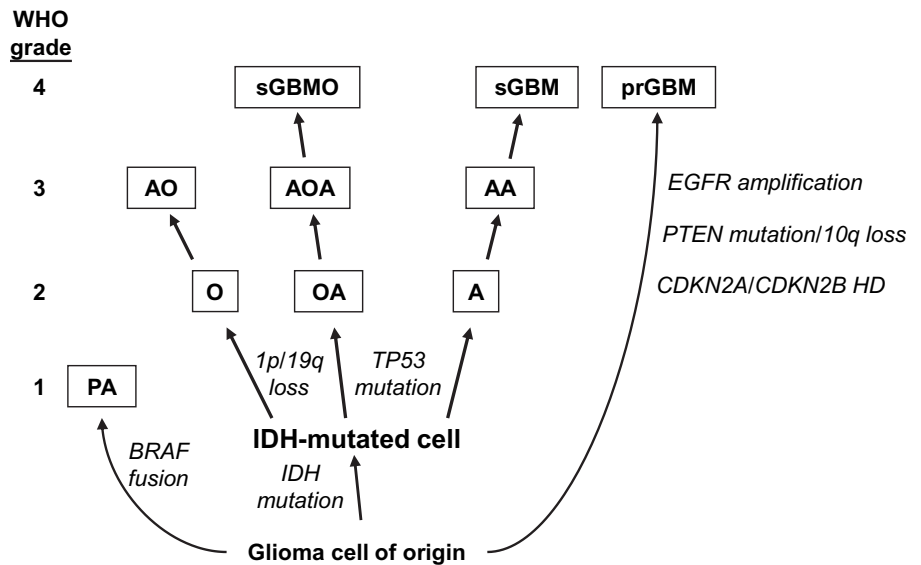 WHO
grade
4
sGBMO
sGBM
prGBM
3
AO
AOA
AA
EGFR amplification
PTEN mutation/10q loss
CDKN2A/CDKN2B HD
2
O
OA
A
1p/19q
loss
TP53
mutation
1
PA
IDH-mutated cell
BRAF
fusion
IDH
mutation
Glioma cell of origin